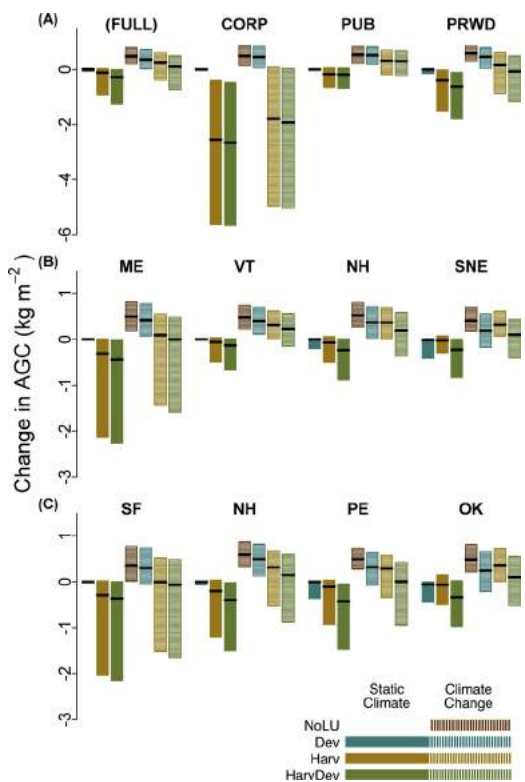 (A) (FULL) CORP PUB PRWD
0
-2
-4
-6
(B) ME VT NH SNE
1
0
-1
-2
-3
(C) SF NH PE OK
1
0
-1
-2
-3
Change in AGC (kg m⁻²)
Static Climate
Climate Change
NoLU
Dev
Harv
HarvDev